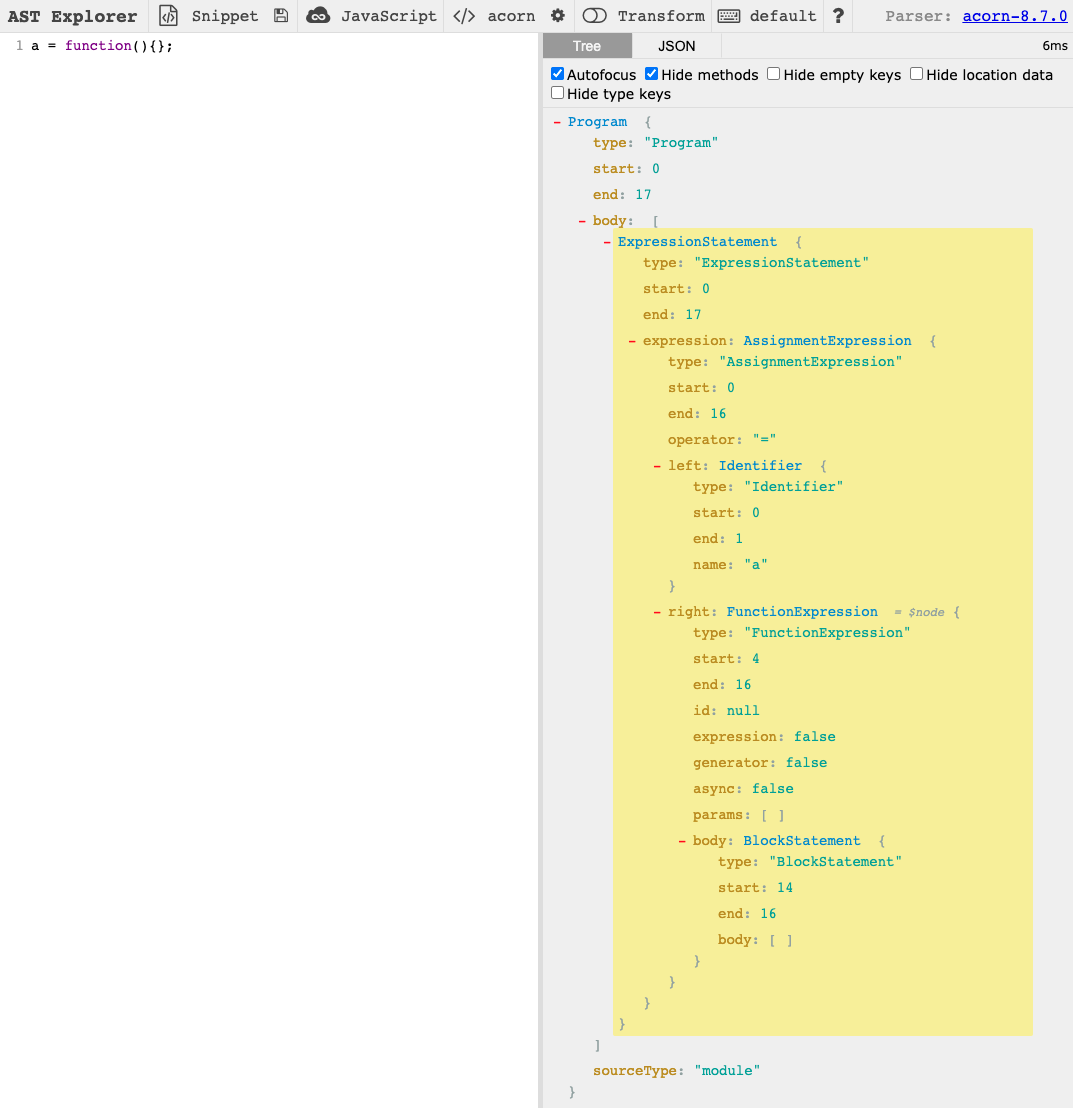 AST Explorer Snippet JavaScript </> acorn Transform default ? Parser: acorn-8.7.0
1 a = function(){};
Tree JSON 6ms
Autofocus Hide methods Hide empty keys Hide location data
Hide type keys
- Program {
type: "Program"
start: 0
end: 17
- body: [
- ExpressionStatement {
type: "ExpressionStatement"
start: 0
end: 17
- expression: AssignmentExpression {
type: "AssignmentExpression"
start: 0
end: 16
operator: "="
- left: Identifier {
type: "Identifier"
start: 0
end: 1
name: "a"
}
- right: FunctionExpression = $node {
type: "FunctionExpression"
start: 4
end: 16
id: null
expression: false
generator: false
async: false
params: [ ]
- body: BlockStatement {
type: "BlockStatement"
start: 14
end: 16
body: [ ]
}
}
}
}
]
sourceType: "module"
}